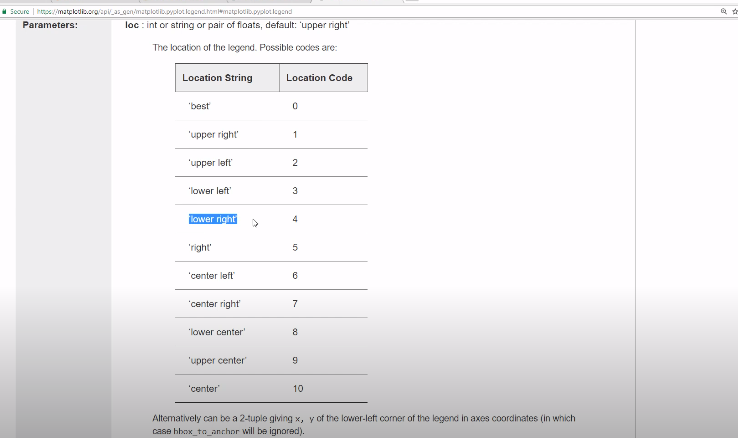 Secure | https://matplotlib.org/api/_as_gen/matplotlib.pyplot.legend.html#matplotlib.pyplot.legend
Parameters: loc : int or string or pair of floats, default: 'upper right'
The location of the legend. Possible codes are:
Location String Location Code
'best' 0
'upper right' 1
'upper left' 2
'lower left' 3
'lower right' 4
'right' 5
'center left' 6
'center right' 7
'lower center' 8
'upper center' 9
'center' 10
Alternatively can be a 2-tuple giving x, y of the lower-left corner of the legend in axes coordinates (in which
case bbox_to_anchor will be ignored).